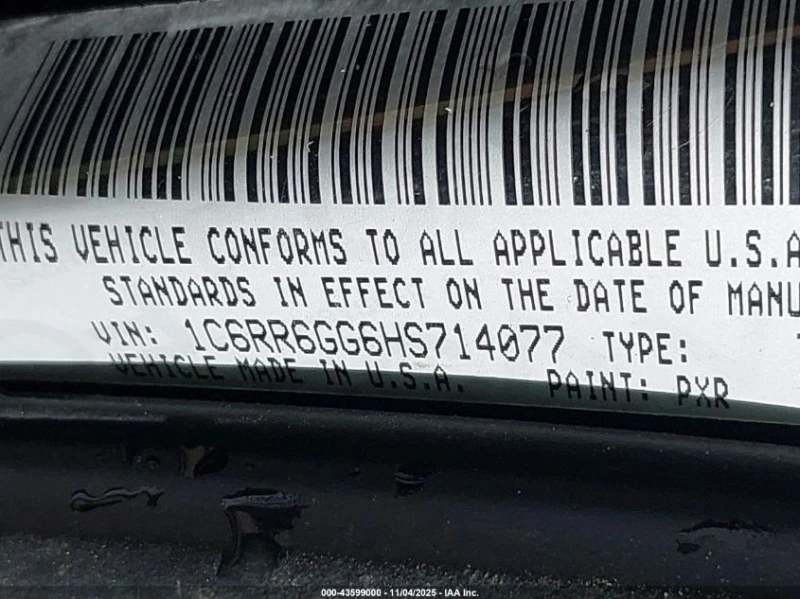 THIS VEHICLE CONFORMS TO ALL APPLICABLE U.S.A
STANDARDS IN EFFECT ON THE DATE OF MANU
VIN: 1C6RR6GG6HS714077 TYPE:
VEHICLE MADE IN U.S.A. PAINT: PXR
000-43599000 - 11/04/2025 - IAA Inc.